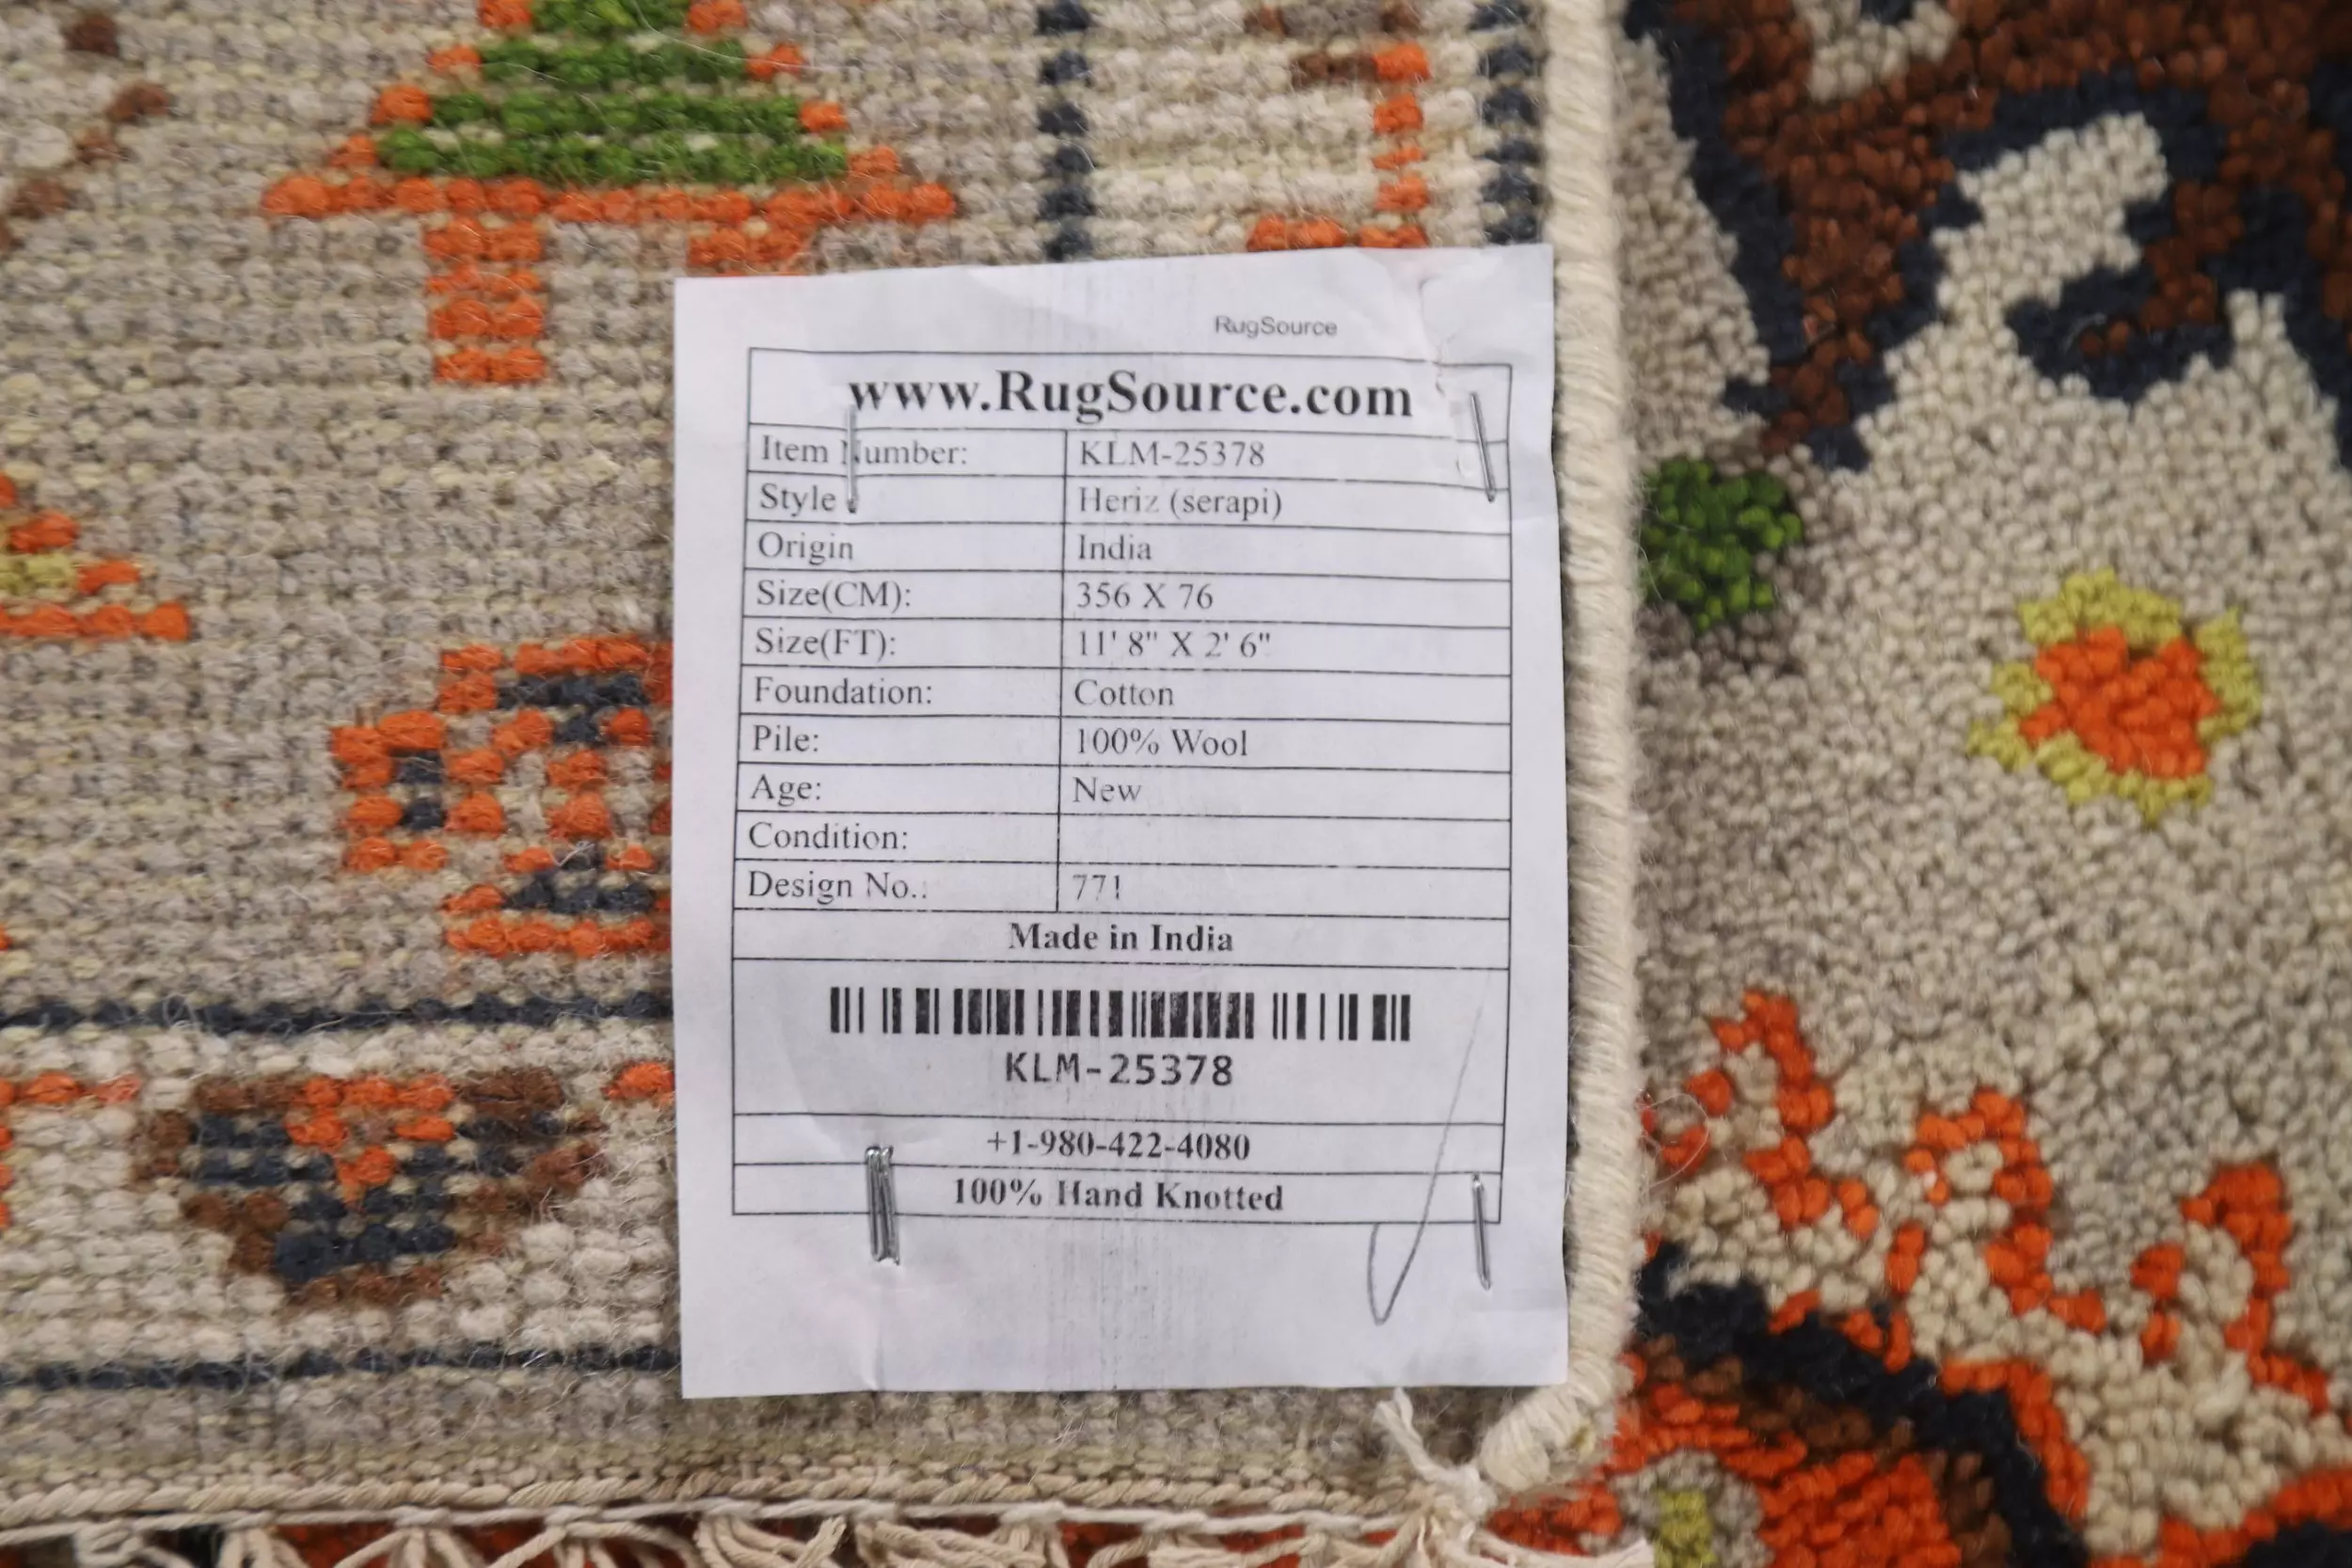 RugSource
www.RugSource.com
Item Number: KLM-25378
Style Heriz (serapi)
Origin India
Size(CM): 356 X 76
Size(FT): 11' 8" X 2' 6"
Foundation: Cotton
Pile: 100% Wool
Age: New
Condition:
Design No.: 771
Made in India
KLM-25378
+1-980-422-4080
100% Hand Knotted